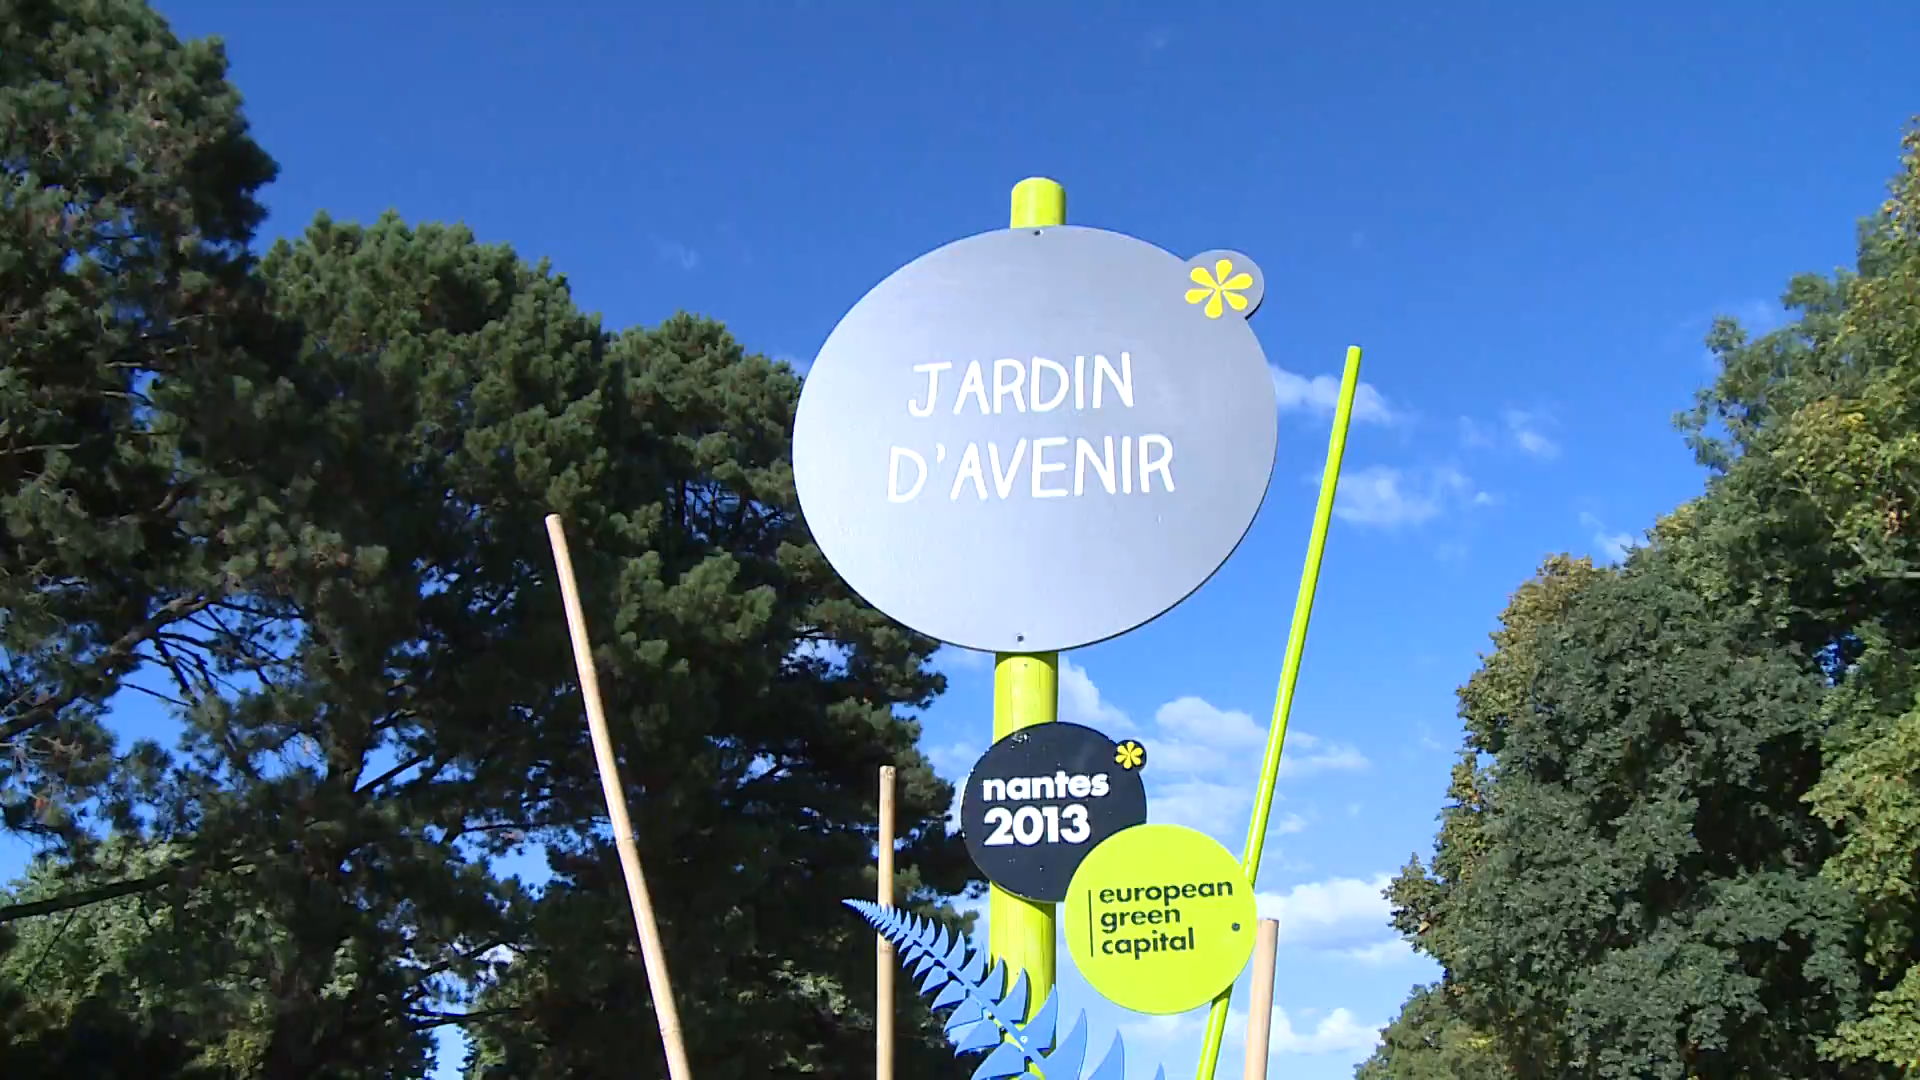 JARDIN
D'AVENIR
nantes
2013
european
green
capital